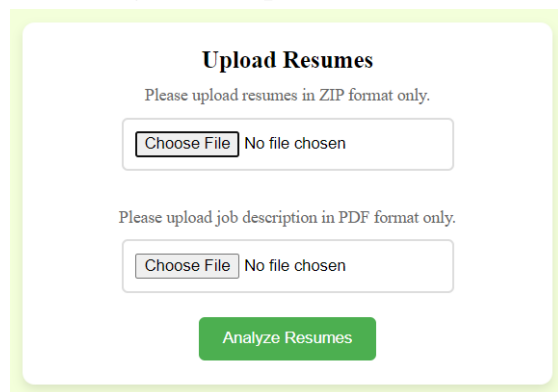 Upload Resumes
Please upload resumes in ZIP format only.
Choose File No file chosen
Please upload job description in PDF format only.
Choose File No file chosen
Analyze Resumes